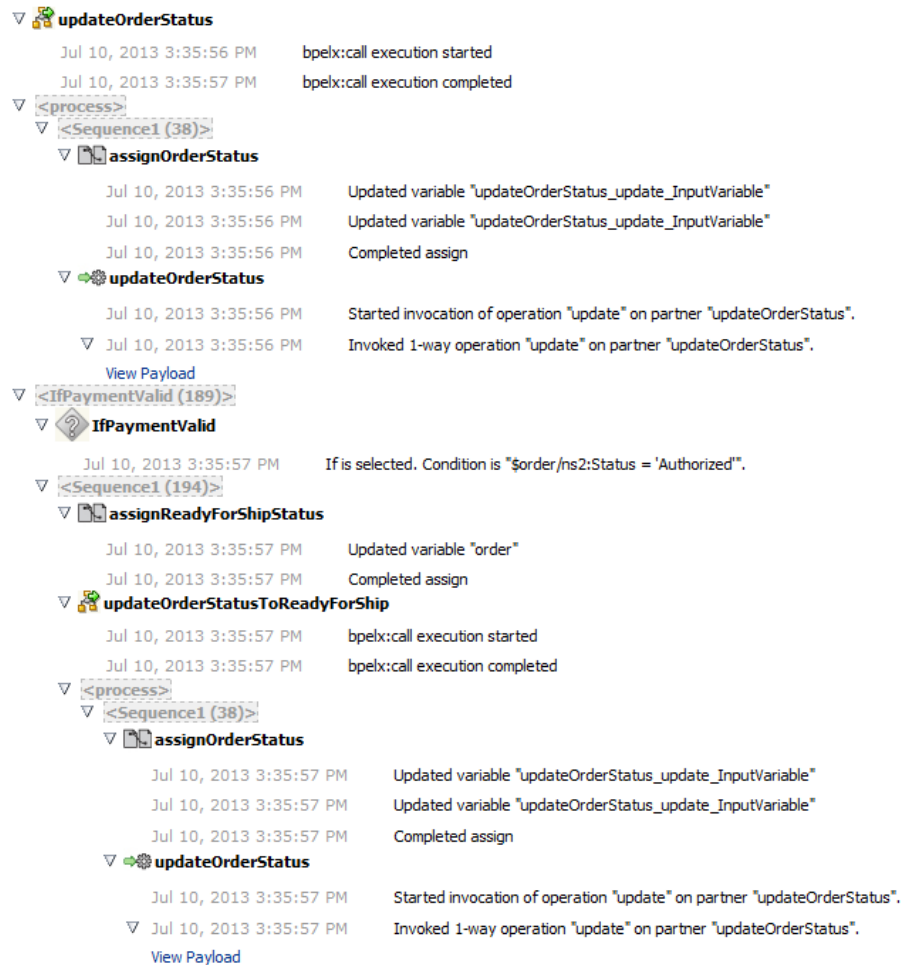 updateOrderStatus
Jul 10, 2013 3:35:56 PM bpelx:call execution started
Jul 10, 2013 3:35:57 PM bpelx:call execution completed
<process>
<Sequence1 (38)>
assignOrderStatus
Jul 10, 2013 3:35:56 PM Updated variable "updateOrderStatus_update_InputVariable"
Jul 10, 2013 3:35:56 PM Updated variable "updateOrderStatus_update_InputVariable"
Jul 10, 2013 3:35:56 PM Completed assign
updateOrderStatus
Jul 10, 2013 3:35:56 PM Started invocation of operation "update" on partner "updateOrderStatus".
Jul 10, 2013 3:35:56 PM Invoked 1-way operation "update" on partner "updateOrderStatus".
View Payload
<IfPaymentValid (189)>
IfPaymentValid
Jul 10, 2013 3:35:57 PM If is selected. Condition is "$order/ns2:Status = 'Authorized'".
<Sequence1 (194)>
assignReadyForShipStatus
Jul 10, 2013 3:35:57 PM Updated variable "order"
Jul 10, 2013 3:35:57 PM Completed assign
updateOrderStatusToReadyForShip
Jul 10, 2013 3:35:57 PM bpelx:call execution started
Jul 10, 2013 3:35:57 PM bpelx:call execution completed
<process>
<Sequence1 (38)>
assignOrderStatus
Jul 10, 2013 3:35:57 PM Updated variable "updateOrderStatus_update_InputVariable"
Jul 10, 2013 3:35:57 PM Updated variable "updateOrderStatus_update_InputVariable"
Jul 10, 2013 3:35:57 PM Completed assign
updateOrderStatus
Jul 10, 2013 3:35:57 PM Started invocation of operation "update" on partner "updateOrderStatus".
Jul 10, 2013 3:35:57 PM Invoked 1-way operation "update" on partner "updateOrderStatus".
View Payload